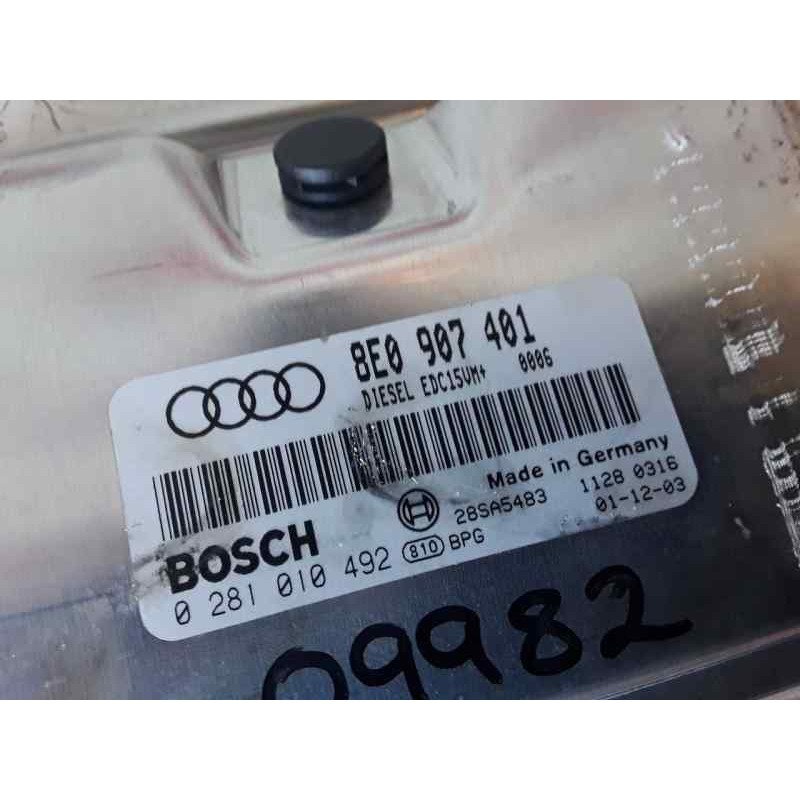 8E0 907 401
DIESEL EDC15VM+ 0006
Made in Germany
BOSCH
28SA5483
1128 0316
0 281 010 492
810
BPG
01-12-03
09982